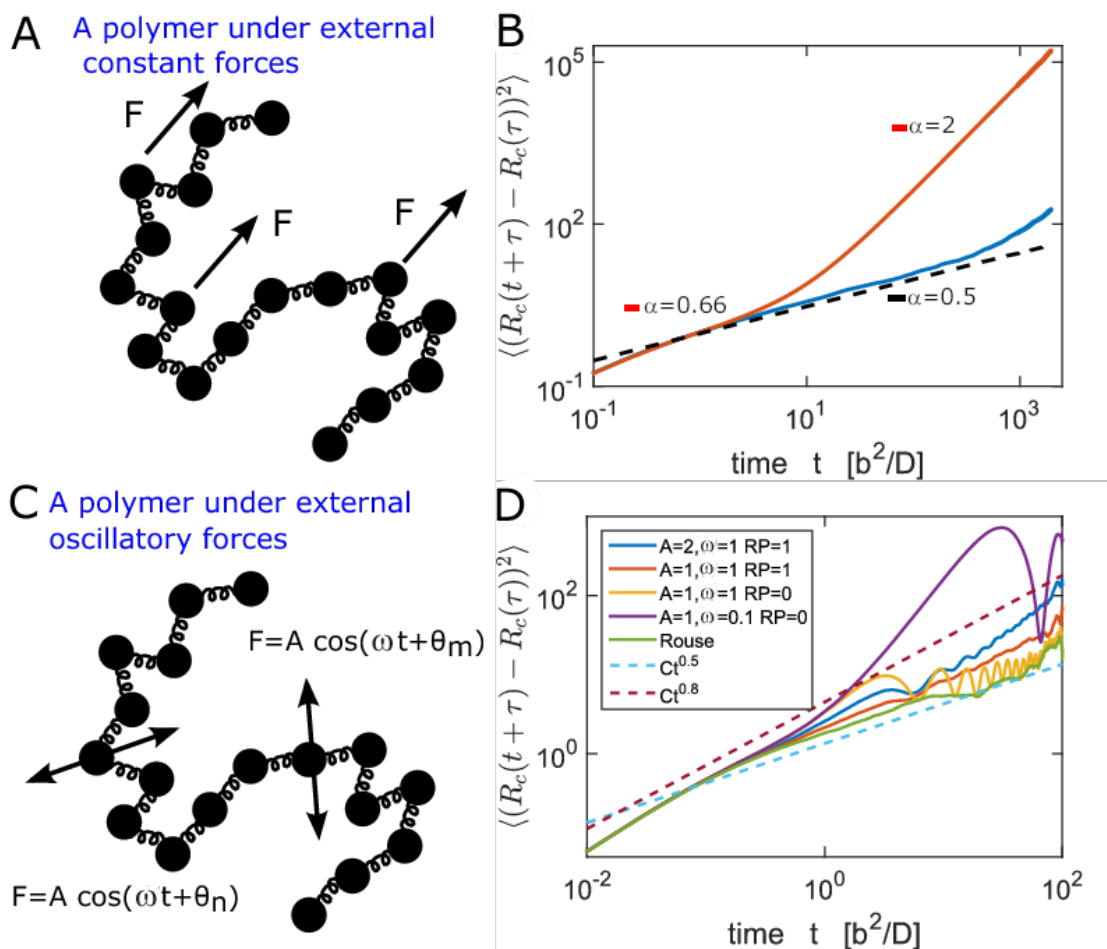 A
A polymer under external
constant forces
F
F
F
B
⟨(R_c(t + τ) − R_c(τ))²⟩
10^5
10^2
10^-1
α=2
α=0.66
α=0.5
10^-1
10^1
10^3
time t [b²/D]
C
A polymer under external
oscillatory forces
F=A cos(ωt+θ_m)
F=A cos(ωt+θ_n)
D
⟨(R_c(t + τ) − R_c(τ))²⟩
10^2
10^0
A=2,ω=1 RP=1
A=1,ω=1 RP=1
A=1,ω=1 RP=0
A=1,ω=0.1 RP=0
Rouse
Ct^0.5
Ct^0.8
10^-2
10^0
10^2
time t [b²/D]